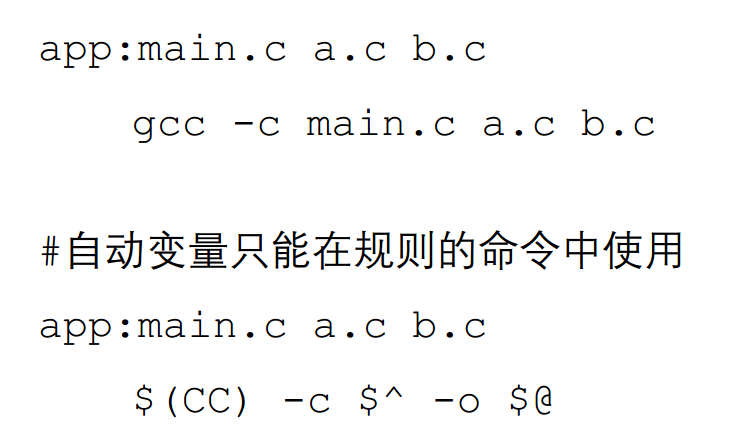 app:main.c a.c b.c
gcc -c main.c a.c b.c
#自动变量只能在规则的命令中使用
app:main.c a.c b.c
$(CC) -c $^ -o $@